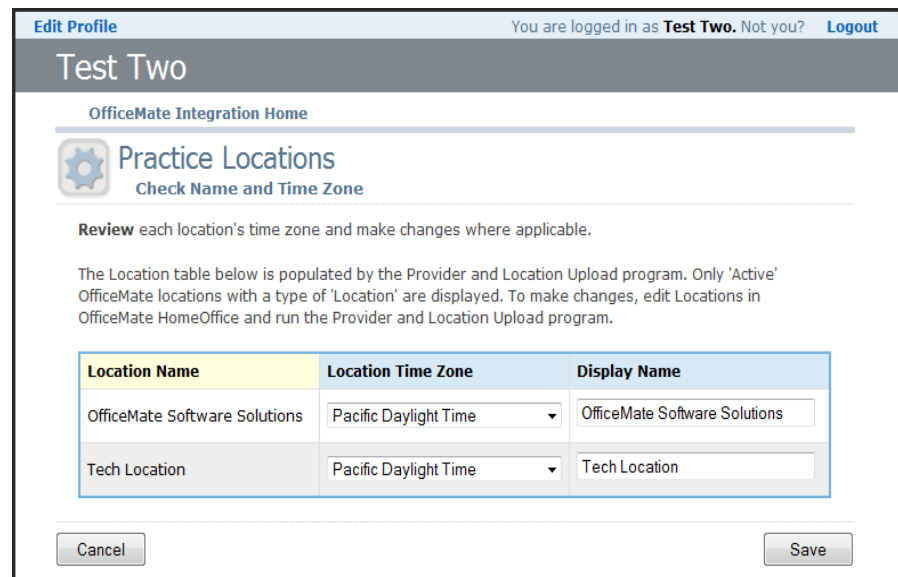 Edit Profile You are logged in as Test Two. Not you? Logout
Test Two
OfficeMate Integration Home
Practice Locations
Check Name and Time Zone
Review each location's time zone and make changes where applicable.
The Location table below is populated by the Provider and Location Upload program. Only 'Active'
OfficeMate locations with a type of 'Location' are displayed. To make changes, edit Locations in
OfficeMate HomeOffice and run the Provider and Location Upload program.
Location Name Location Time Zone Display Name
OfficeMate Software Solutions Pacific Daylight Time OfficeMate Software Solutions
Tech Location Pacific Daylight Time Tech Location
Cancel Save